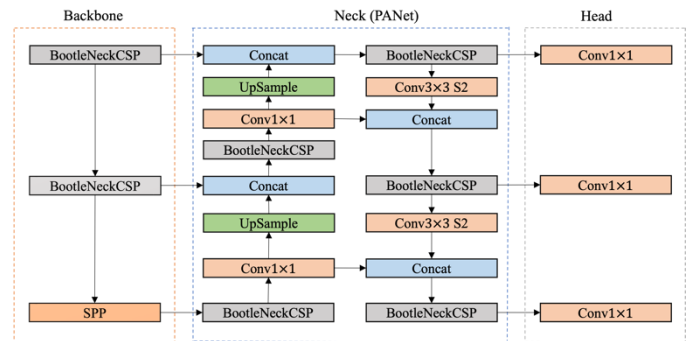 Backbone
Neck (PANet)
Head
BootleNeckCSP
Concat
BootleNeckCSP
Conv1×1
UpSample
Conv3×3 S2
Conv1×1
Concat
BootleNeckCSP
BootleNeckCSP
Concat
BootleNeckCSP
Conv1×1
UpSample
Conv3×3 S2
Conv1×1
Concat
SPP
BootleNeckCSP
BootleNeckCSP
Conv1×1